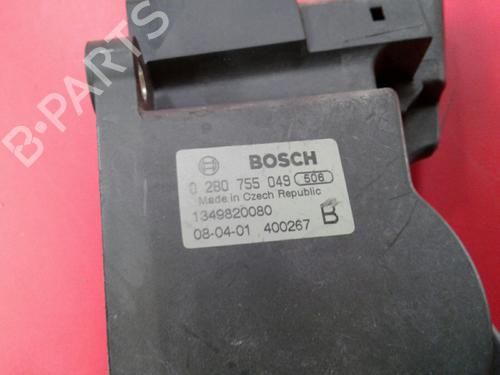 B-PARTS
BOSCH
0 280 755 049 506
Made in Czech Republic
1349820080
B
08-04-01 400267